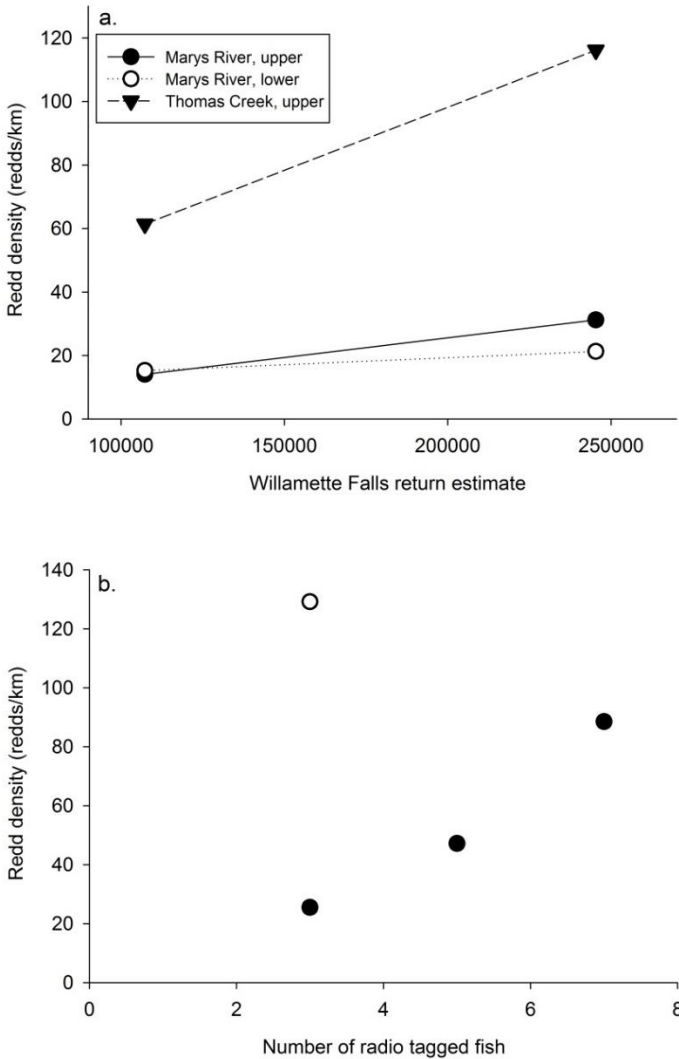 a.
Marys River, upper
Marys River, lower
Thomas Creek, upper
120
100
80
60
40
20
0
Redd density (redds/km)
100000 150000 200000 250000
Willamette Falls return estimate
b.
140
120
100
80
60
40
20
0
Redd density (redds/km)
0 2 4 6 8
Number of radio tagged fish